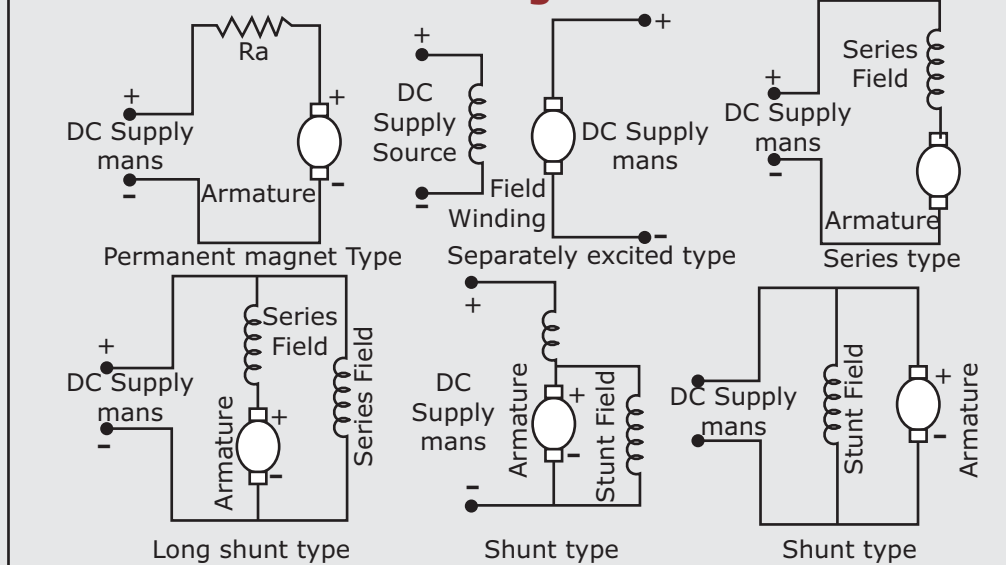 +
Ra
+
DC Supply
mans
-
Armature
-
Permanent magnet Type
+
DC
Supply
Source
-
Field
Winding
+
DC Supply
mans
-
Separately excited type
Series
Field
+
DC Supply
mans
-
Armature
Series type
+
DC Supply
mans
-
Series
Field
Series Field
Armature
+
-
Long shunt type
+
DC
Supply
mans
-
Armature
+
-
Stunt Field
Shunt type
DC Supply
mans
Stunt Field
+
-
Armature
Shunt type